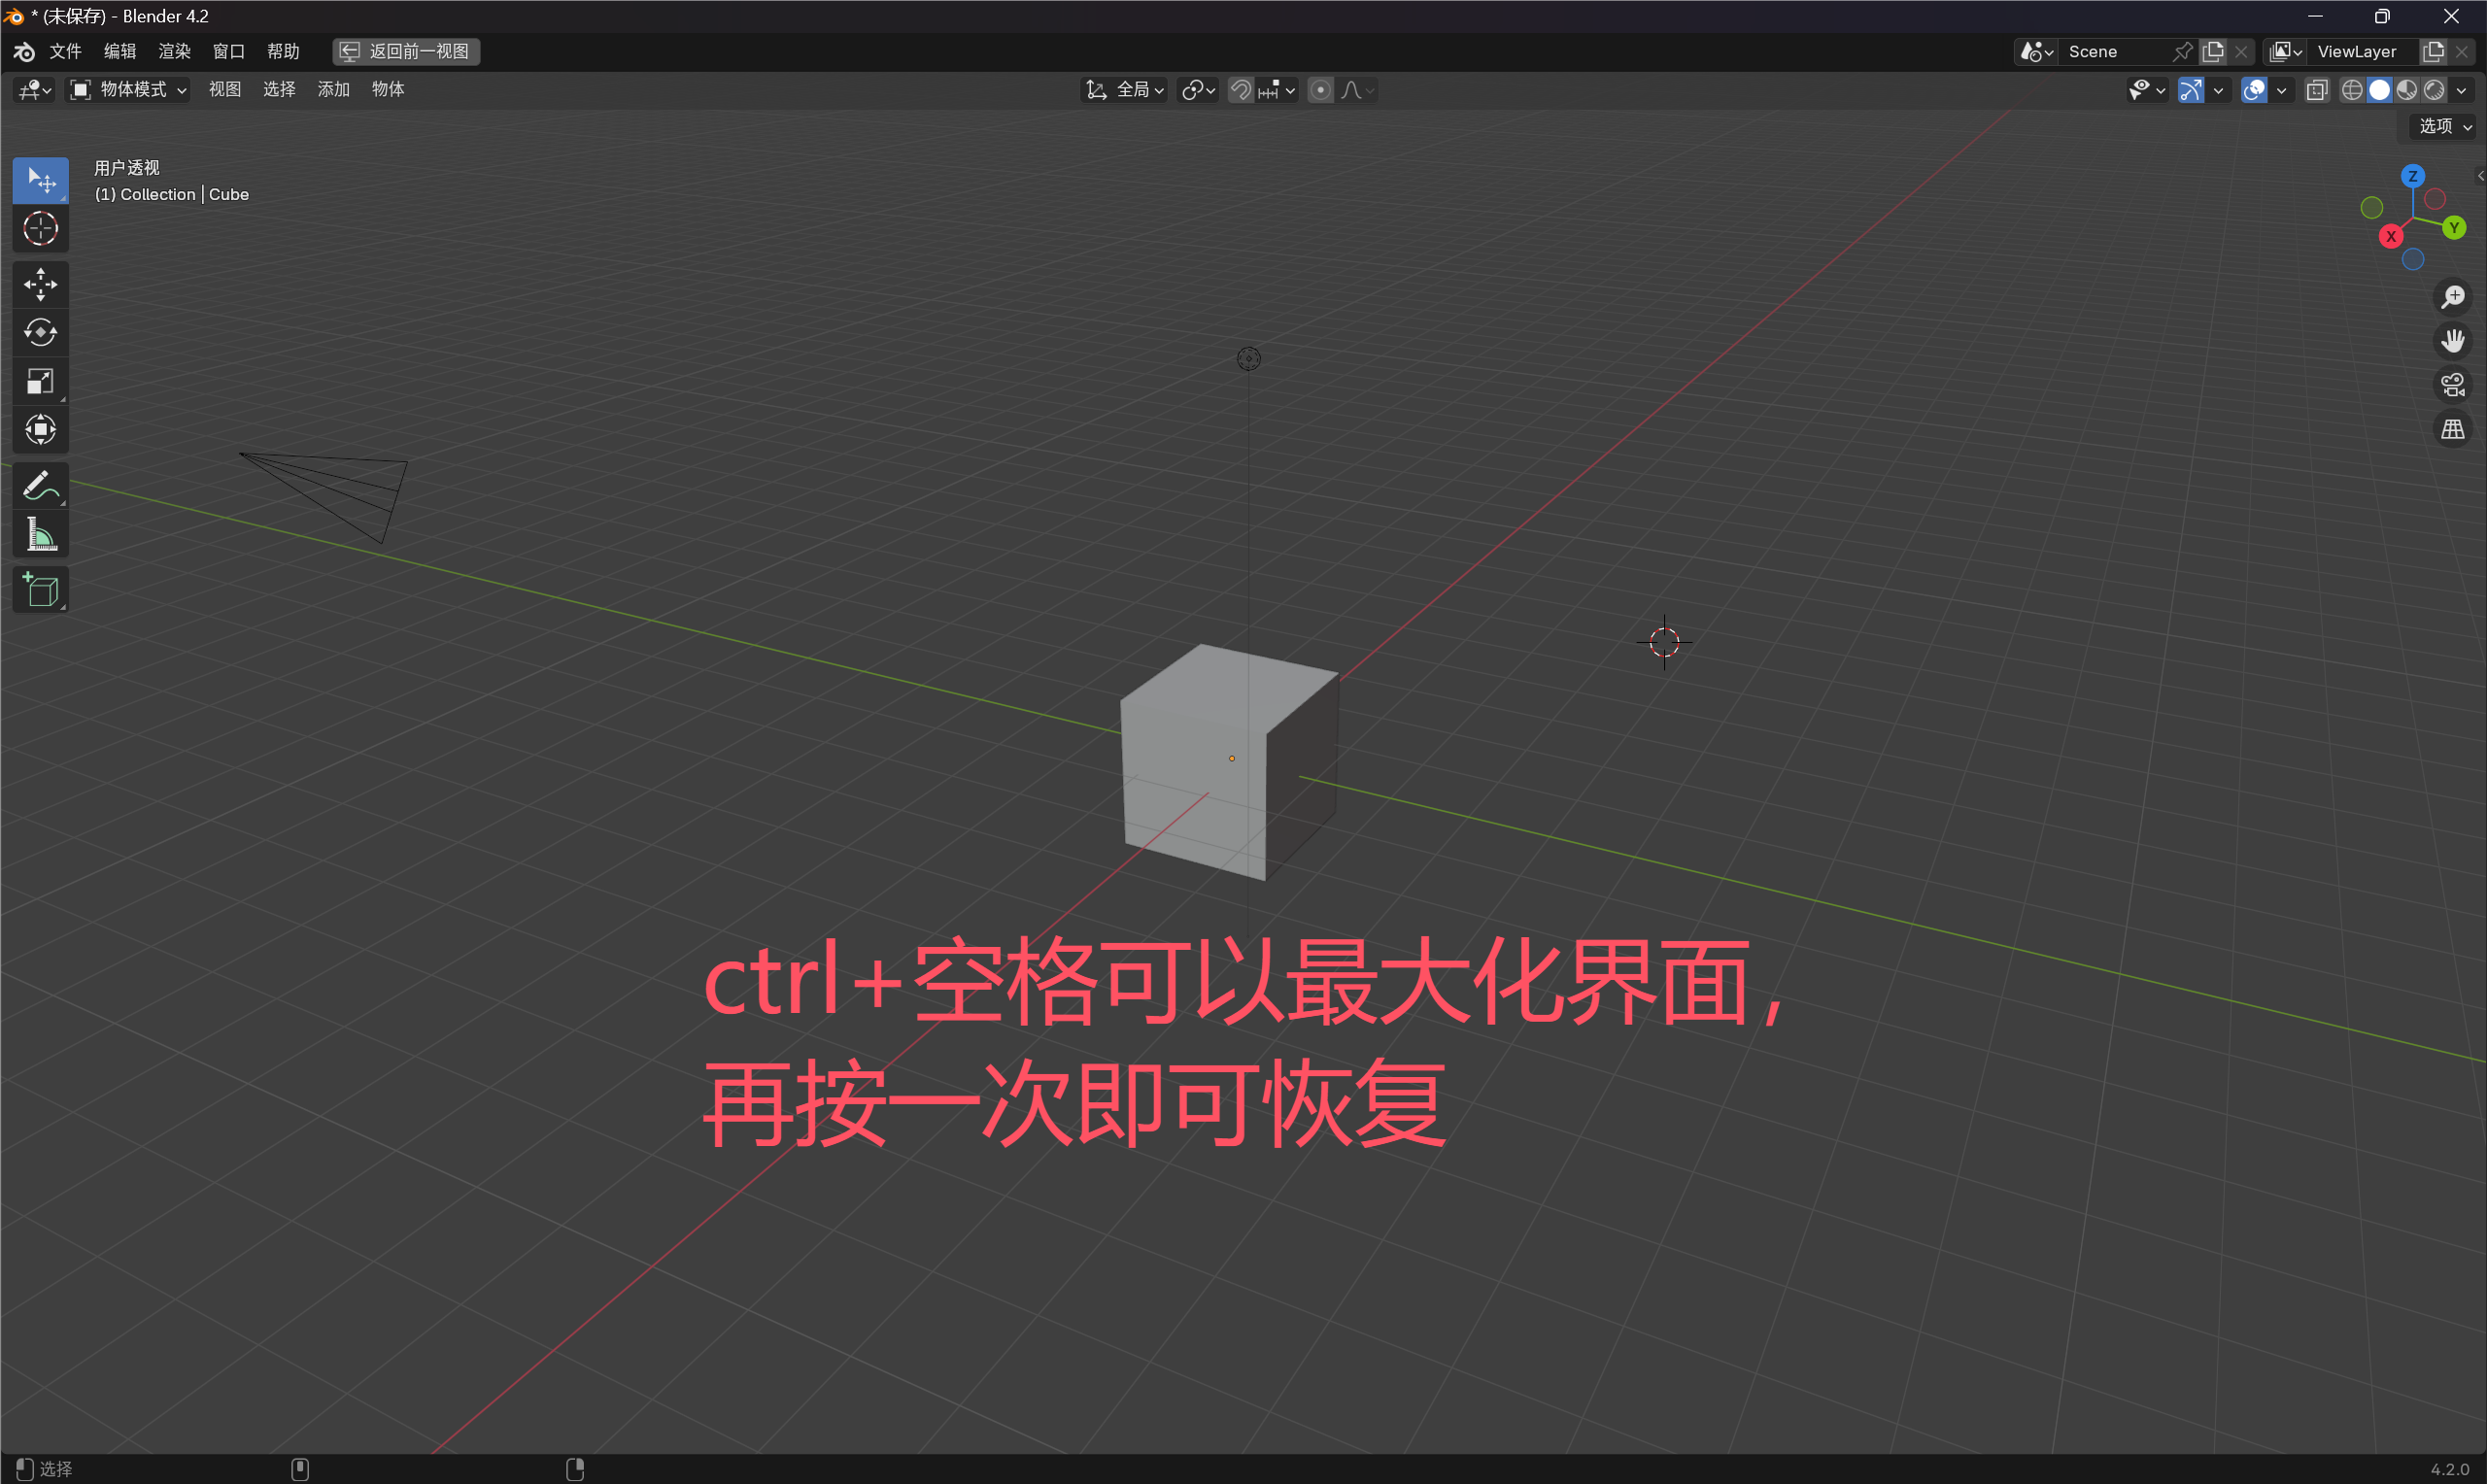 * (未保存) - Blender 4.2
文件 编辑 渲染 窗口 帮助 返回前一视图 Scene ViewLayer
物体模式 视图 选择 添加 物体 全局
选项
用户透视
(1) Collection | Cube
Z
Y
X
ctrl+空格可以最大化界面,
再按一次即可恢复
选择 4.2.0